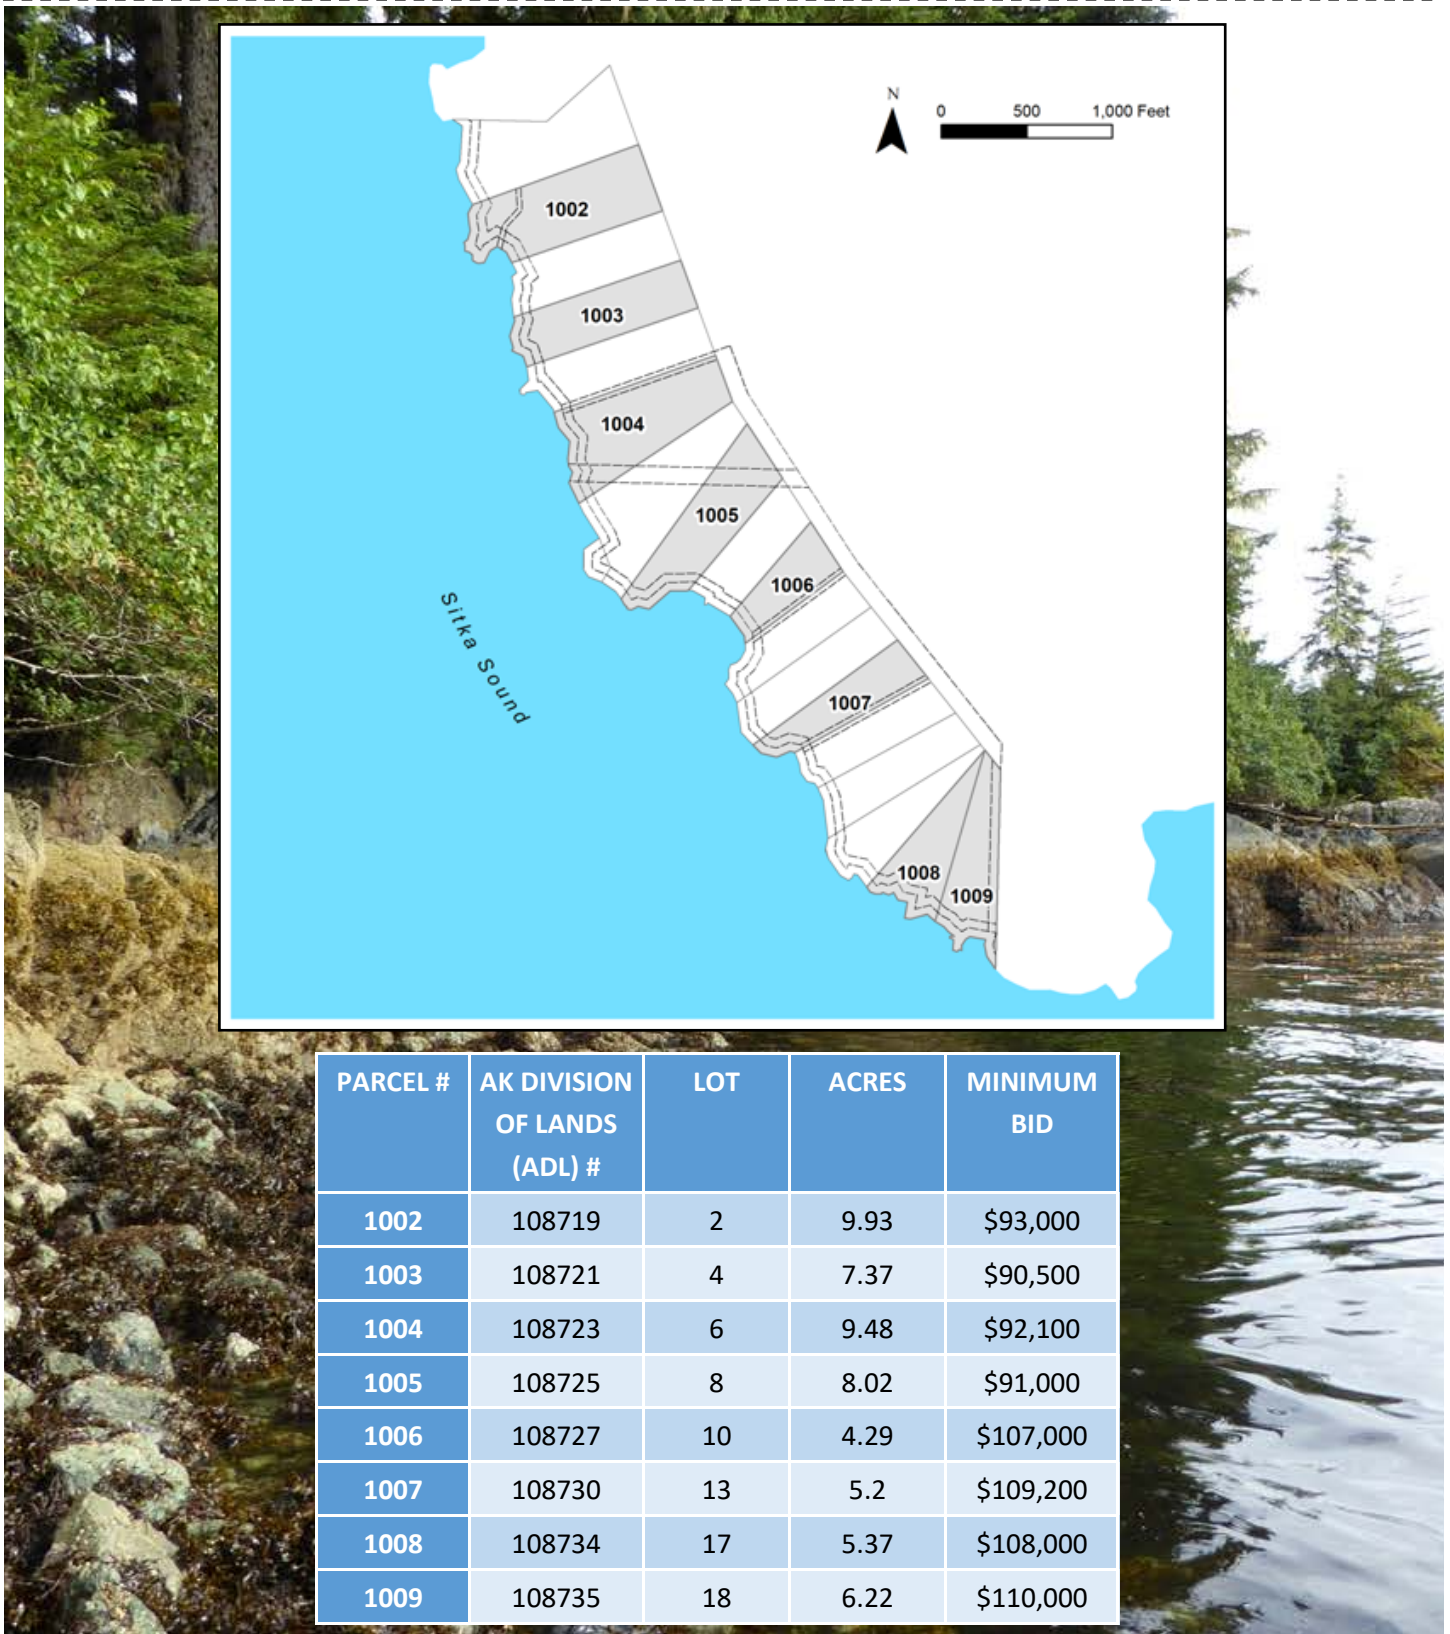 N
0 500 1,000 Feet
1002
1003
1004
1005
1006
1007
1008
1009
Sitka Sound
PARCEL # AK DIVISION OF LANDS (ADL) # LOT ACRES MINIMUM BID
1002 108719 2 9.93 $93,000
1003 108721 4 7.37 $90,500
1004 108723 6 9.48 $92,100
1005 108725 8 8.02 $91,000
1006 108727 10 4.29 $107,000
1007 108730 13 5.2 $109,200
1008 108734 17 5.37 $108,000
1009 108735 18 6.22 $110,000